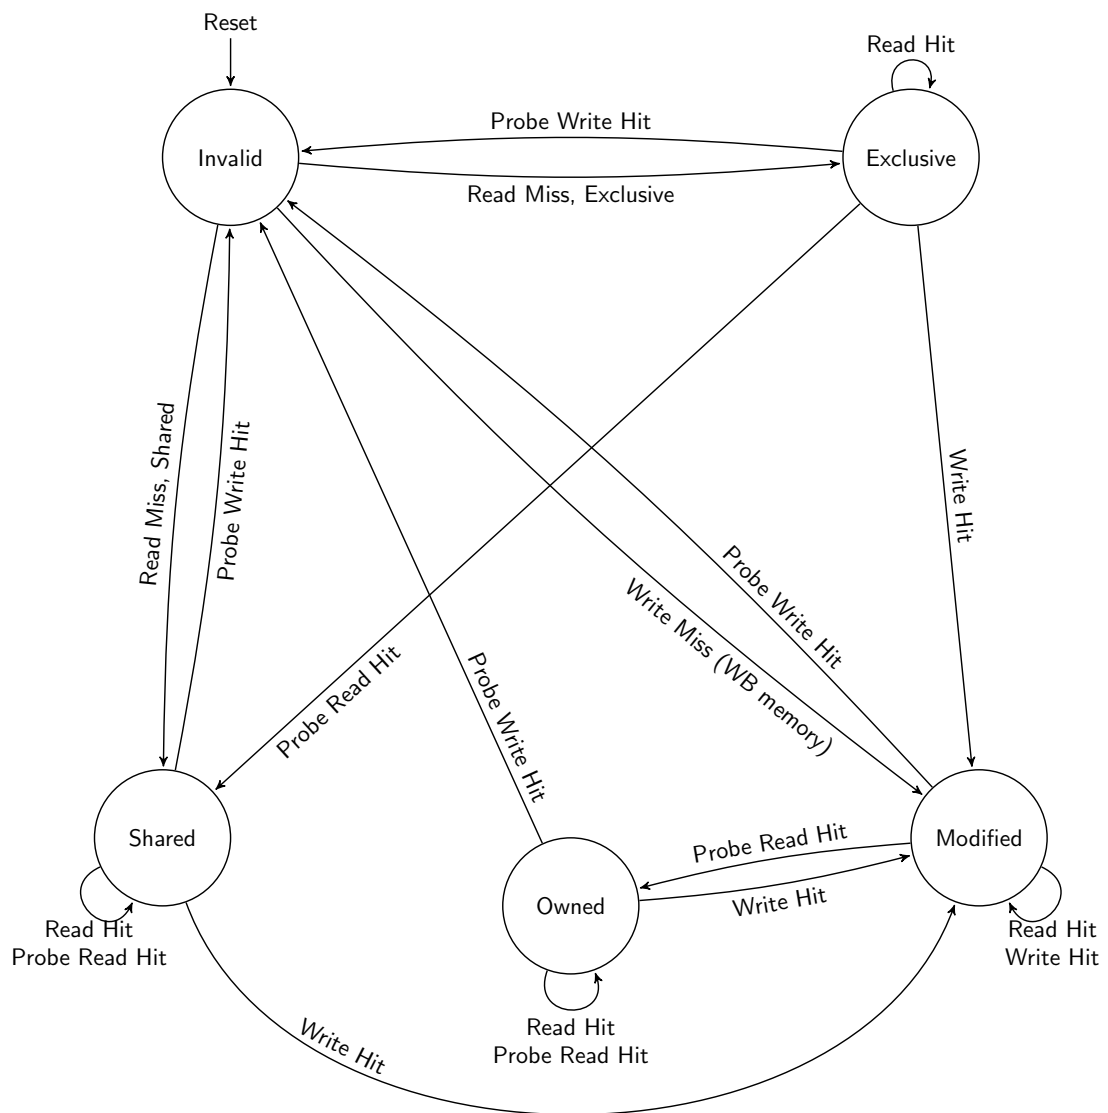 Reset
Read Hit
Invalid
Exclusive
Probe Write Hit
Read Miss, Exclusive
Read Miss, Shared
Probe Write Hit
Write Hit
Probe Write Hit
Write Miss (WB memory)
Probe Read Hit
Probe Write Hit
Shared
Owned
Modified
Probe Read Hit
Write Hit
Read Hit
Probe Read Hit
Read Hit
Write Hit
Read Hit
Probe Read Hit
Write Hit